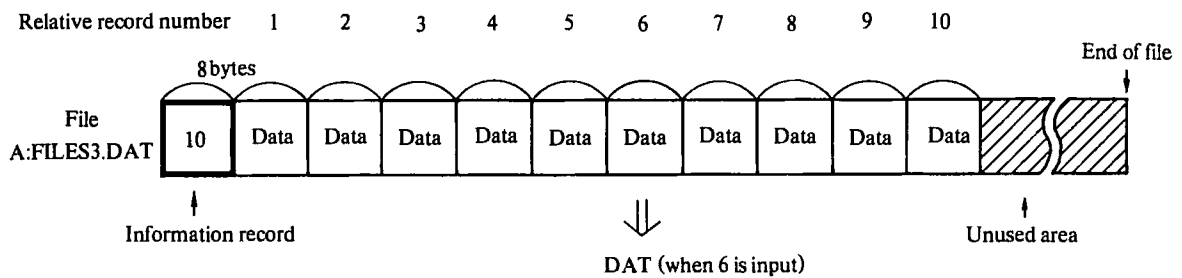 Relative record number 1 2 3 4 5 6 7 8 9 10
8 bytes
End of file
File
A:FILES3.DAT
10 Data Data Data Data Data Data Data Data Data Data
Information record
Unused area
DAT (when 6 is input)